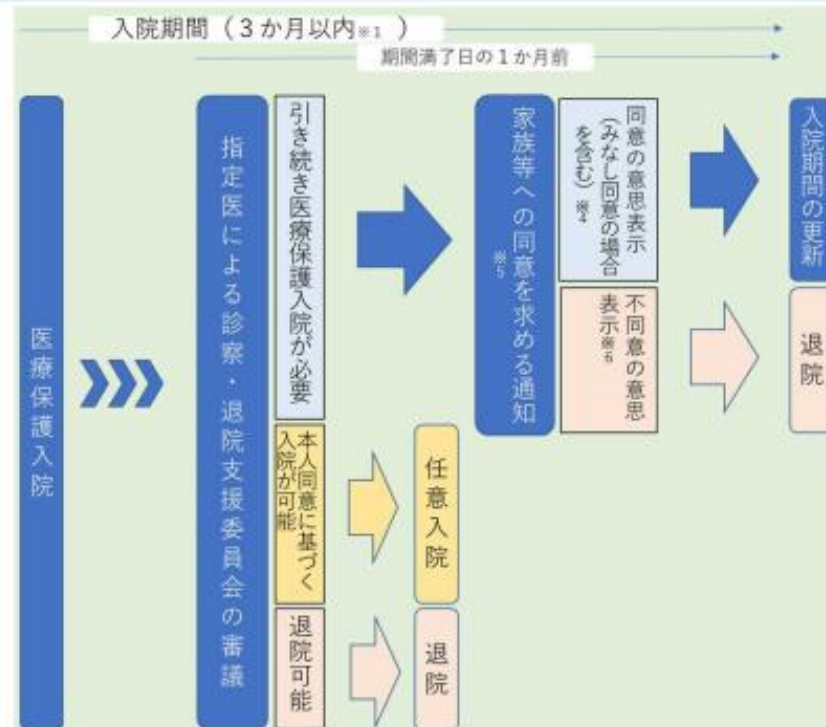 入院期間（３か月以内※1 ）
期間満了日の１か月前
医療保護入院
指定医による診察・退院支援委員会の審議
引き続き医療保護入院が必要
本人同意に基づく
入院が可能
退院可能
任意入院
退院
家族等への同意を求める通知
※5
同意の意思表示
（みなし同意の場合
を含む）※4
不同意の意思
表示※6
入院期間の更新
退院